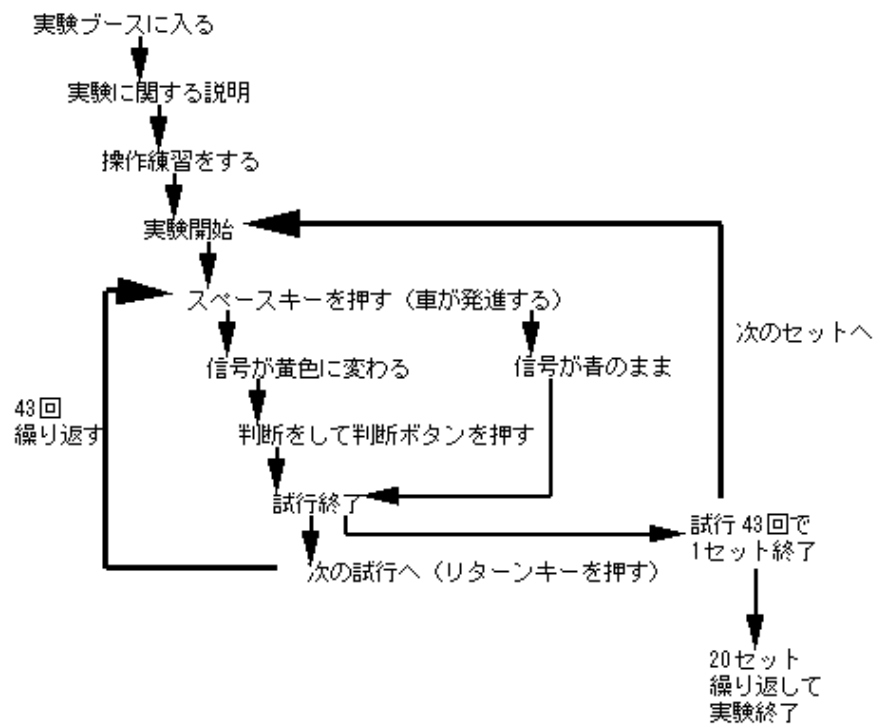 実験ブースに入る
実験に関する説明
操作練習をする
実験開始
スペースキーを押す（車が発進する）
次のセットへ
信号が黄色に変わる
信号が青のまま
43回
繰り返す
判断をして判断ボタンを押す
試行終了
試行43回で
1セット終了
次の試行へ（リターンキーを押す）
20セット
繰り返して
実験終了